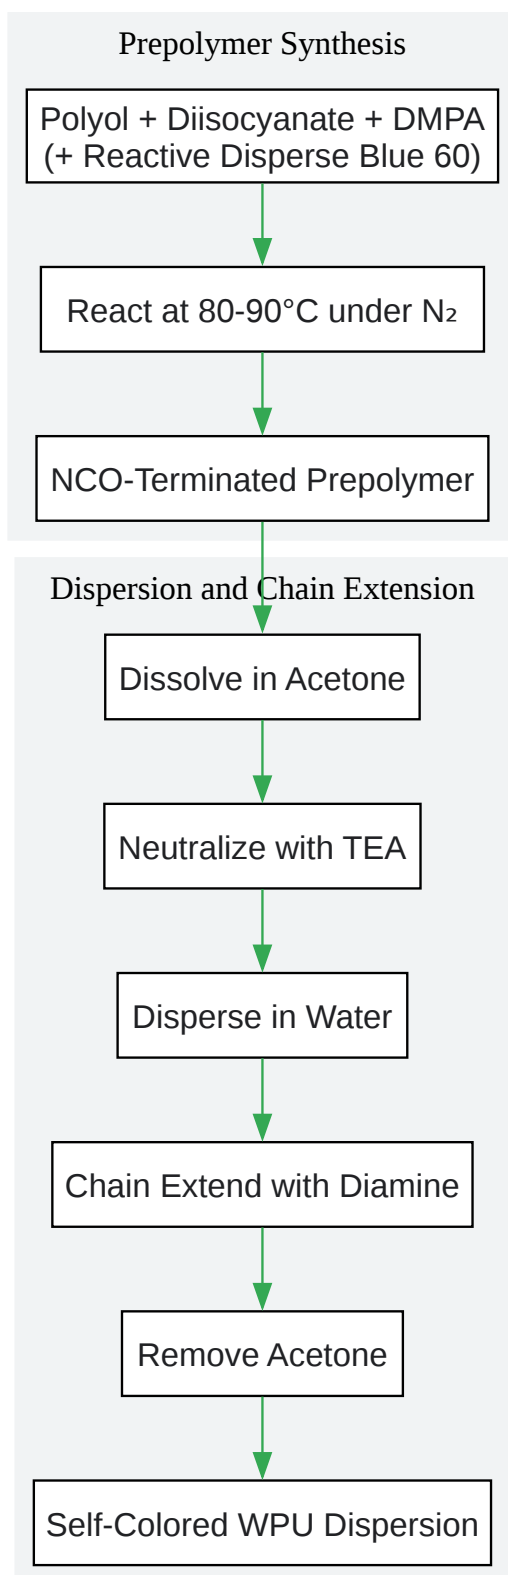 Prepolymer Synthesis
Polyol + Diisocyanate + DMPA
(+ Reactive Disperse Blue 60)
React at 80-90°C under N₂
NCO-Terminated Prepolymer
Dispersion and Chain Extension
Dissolve in Acetone
Neutralize with TEA
Disperse in Water
Chain Extend with Diamine
Remove Acetone
Self-Colored WPU Dispersion